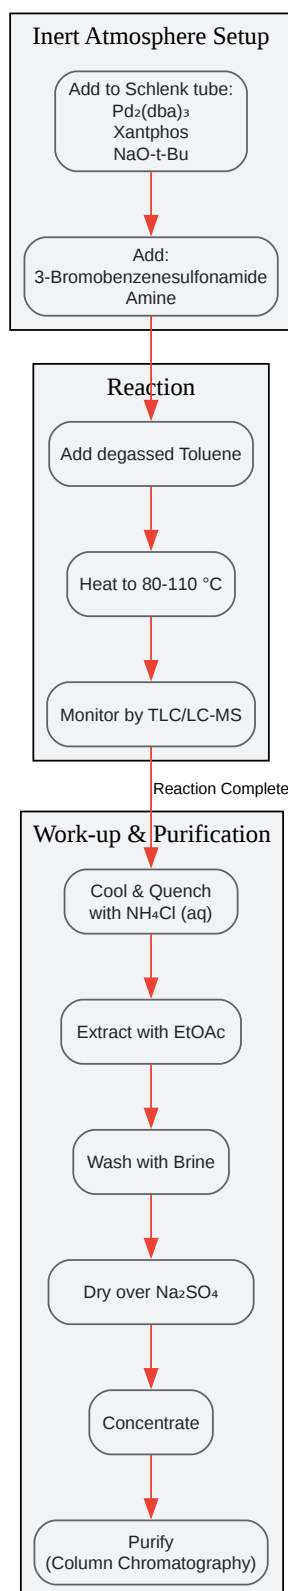 Inert Atmosphere Setup
Add to Schlenk tube:
Pd₂(dba)₃
Xantphos
NaO-t-Bu
Add:
3-Bromobenzenesulfonamide
Amine
Reaction
Add degassed Toluene
Heat to 80-110 °C
Monitor by TLC/LC-MS
Reaction Complete
Work-up & Purification
Cool & Quench
with NH₄Cl (aq)
Extract with EtOAc
Wash with Brine
Dry over Na₂SO₄
Concentrate
Purify
(Column Chromatography)